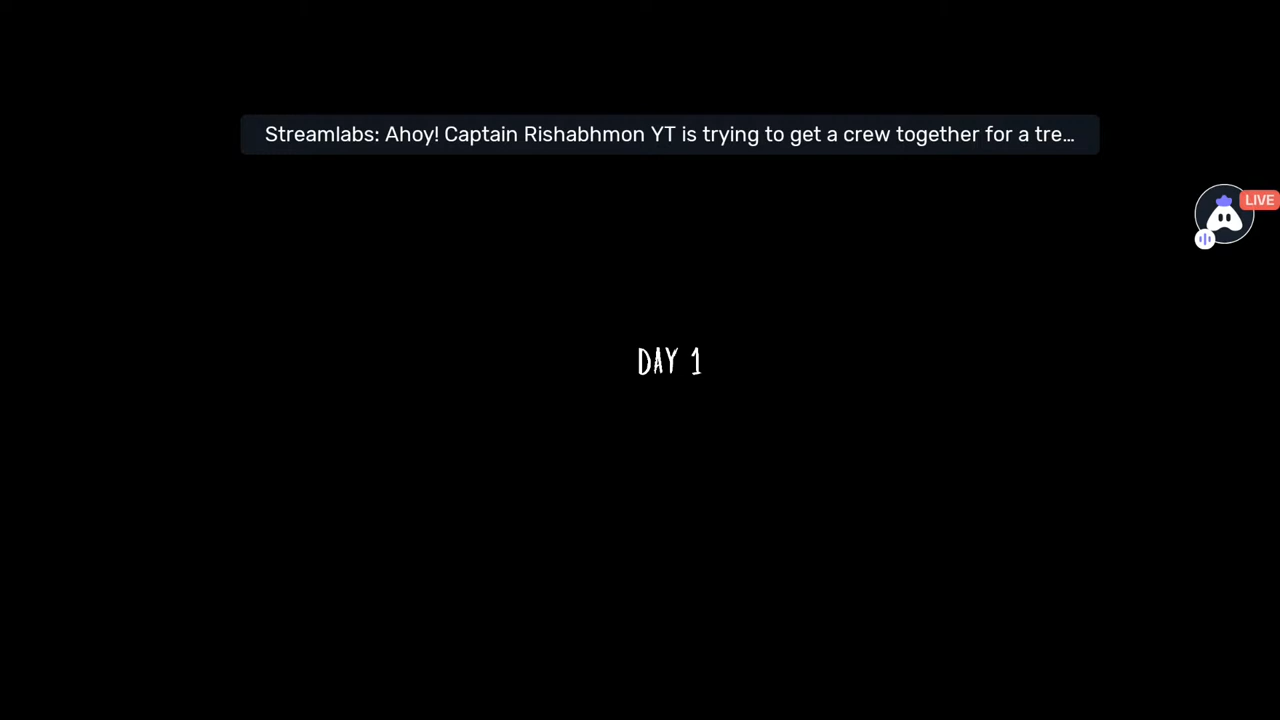 Streamlabs: Ahoy! Captain Rishabhmon YT is trying to get a crew together for a tre...
LIVE
DAY 1